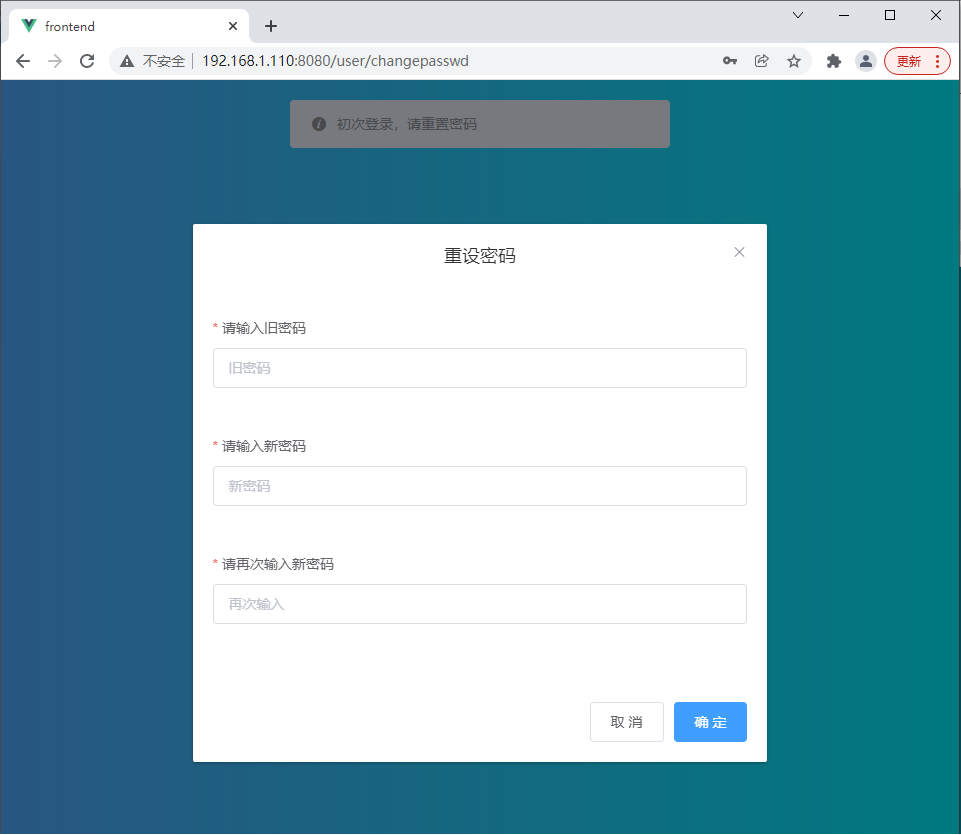 frontend
不安全 192.168.1.110:8080/user/changepasswd 更新
初次登录，请重置密码
重设密码
* 请输入旧密码
旧密码
* 请输入新密码
新密码
* 请再次输入新密码
再次输入
取 消 确 定